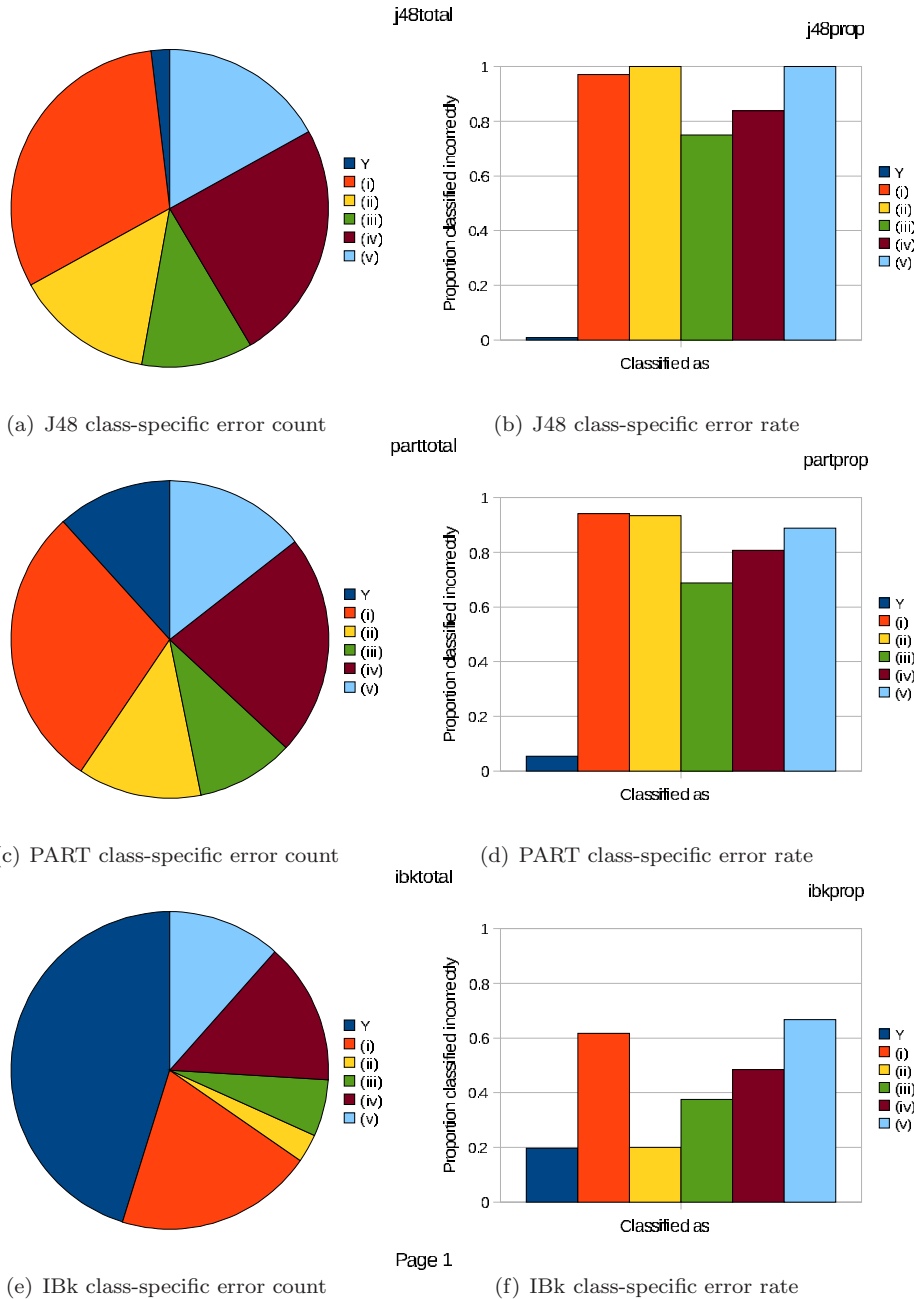 j48total
Y
(i)
(ii)
(iii)
(iv)
(v)
(a) J48 class-specific error count
j48prop
Proportion classified incorrectly
1
0.8
0.6
0.4
0.2
0
Classified as
Y
(i)
(ii)
(iii)
(iv)
(v)
(b) J48 class-specific error rate
parttotal
Y
(i)
(ii)
(iii)
(iv)
(v)
(c) PART class-specific error count
partprop
Proportion classified incorrectly
1
0.8
0.6
0.4
0.2
0
Classified as
Y
(i)
(ii)
(iii)
(iv)
(v)
(d) PART class-specific error rate
ibktotal
Y
(i)
(ii)
(iii)
(iv)
(v)
Page 1
(e) IBk class-specific error count
ibkprop
Proportion classified incorrectly
1
0.8
0.6
0.4
0.2
0
Classified as
Y
(i)
(ii)
(iii)
(iv)
(v)
(f) IBk class-specific error rate